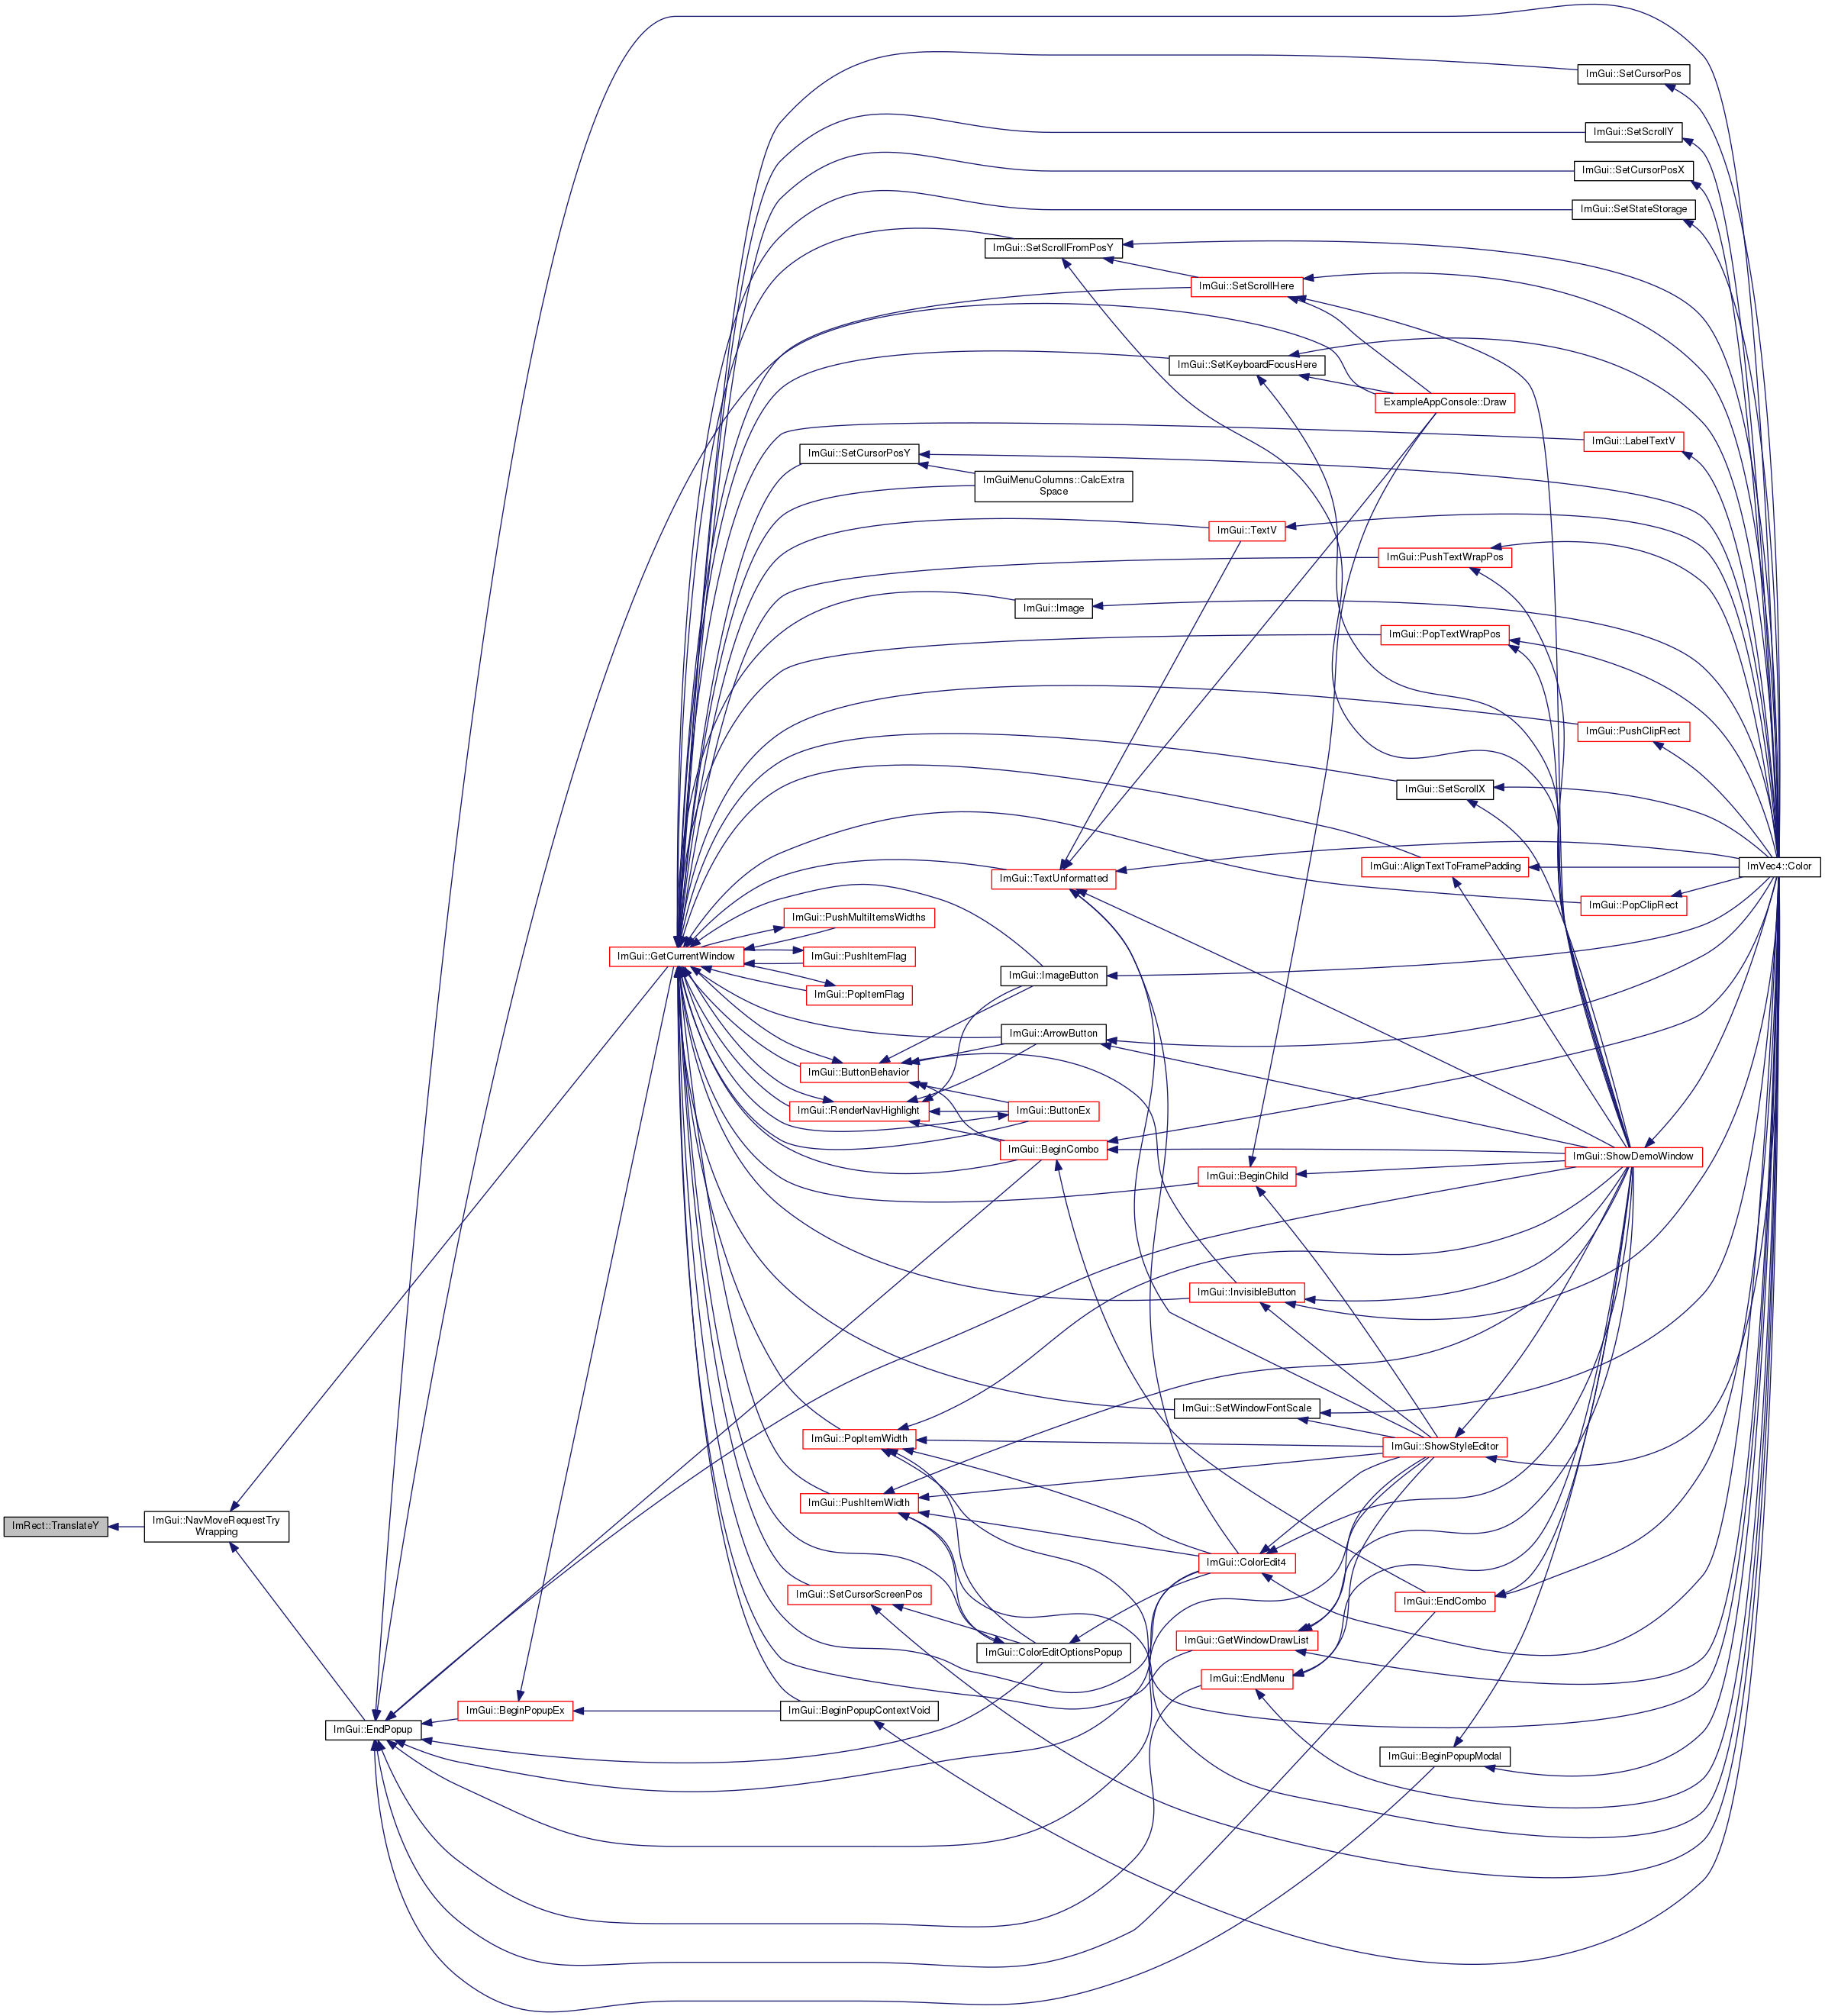 ImGui::SetCursorPos
ImGui::SetScrollY
ImGui::SetCursorPosX
ImGui::SetStateStorage
ImGui::SetScrollFromPosY
ImGui::SetScrollHere
ImGui::SetKeyboardFocusHere
ExampleAppConsole::Draw
ImGui::LabelTextV
ImGui::SetCursorPosY
ImGuiMenuColumns::CalcExtra
Space
ImGui::TextV
ImGui::PushTextWrapPos
ImGui::Image
ImGui::PopTextWrapPos
ImGui::PushClipRect
ImGui::SetScrollX
ImGui::AlignTextToFramePadding
ImVec4::Color
ImGui::TextUnformatted
ImGui::PopClipRect
ImGui::PushMultiItemsWidths
ImGui::GetCurrentWindow
ImGui::PushItemFlag
ImGui::ImageButton
ImGui::PopItemFlag
ImGui::ArrowButton
ImGui::ButtonBehavior
ImGui::RenderNavHighlight
ImGui::ButtonEx
ImGui::BeginCombo
ImGui::ShowDemoWindow
ImGui::BeginChild
ImGui::InvisibleButton
ImGui::SetWindowFontScale
ImGui::PopItemWidth
ImGui::ShowStyleEditor
ImGui::PushItemWidth
ImRect::TranslateY
ImGui::NavMoveRequestTry
Wrapping
ImGui::ColorEdit4
ImGui::SetCursorScreenPos
ImGui::EndCombo
ImGui::GetWindowDrawList
ImGui::ColorEditOptionsPopup
ImGui::EndMenu
ImGui::BeginPopupEx
ImGui::BeginPopupContextVoid
ImGui::EndPopup
ImGui::BeginPopupModal